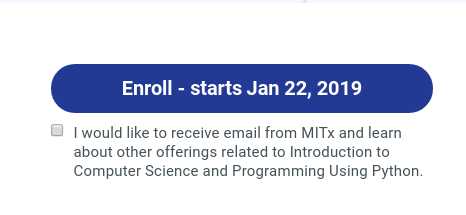 Enroll - starts Jan 22, 2019
I would like to receive email from MITx and learn
about other offerings related to Introduction to
Computer Science and Programming Using Python.